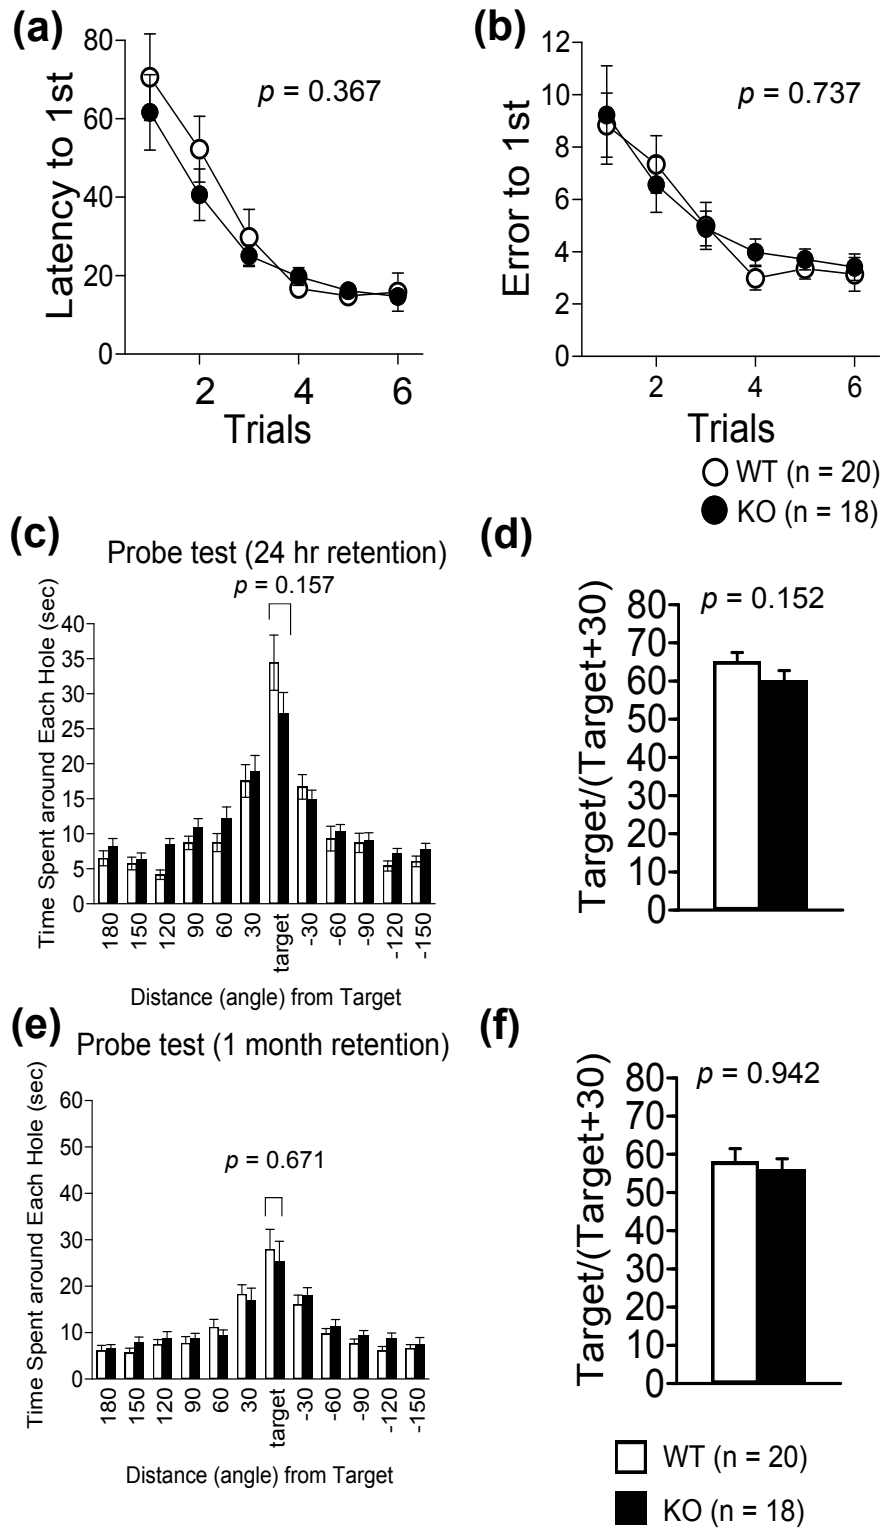 (a)
80
60
40
20
0
Latency to 1st
p = 0.367
2
4
6
Trials
(b)
12
10
8
6
4
2
0
Error to 1st
p = 0.737
2
4
6
Trials
WT (n = 20)
KO (n = 18)
(c)
Probe test (24 hr retention)
p = 0.157
Time Spent around Each Hole (sec)
40
35
30
25
20
15
10
5
0
180
150
120
90
60
30
target
-30
-60
-90
-120
-150
Distance (angle) from Target
(d)
p = 0.152
Target/(Target+30)
80
70
60
50
40
30
20
10
0
(e)
Probe test (1 month retention)
p = 0.671
Time Spent around Each Hole (sec)
60
50
40
30
20
10
0
180
150
120
90
60
30
target
-30
-60
-90
-120
-150
Distance (angle) from Target
(f)
p = 0.942
Target/(Target+30)
80
70
60
50
40
30
20
10
0
WT (n = 20)
KO (n = 18)